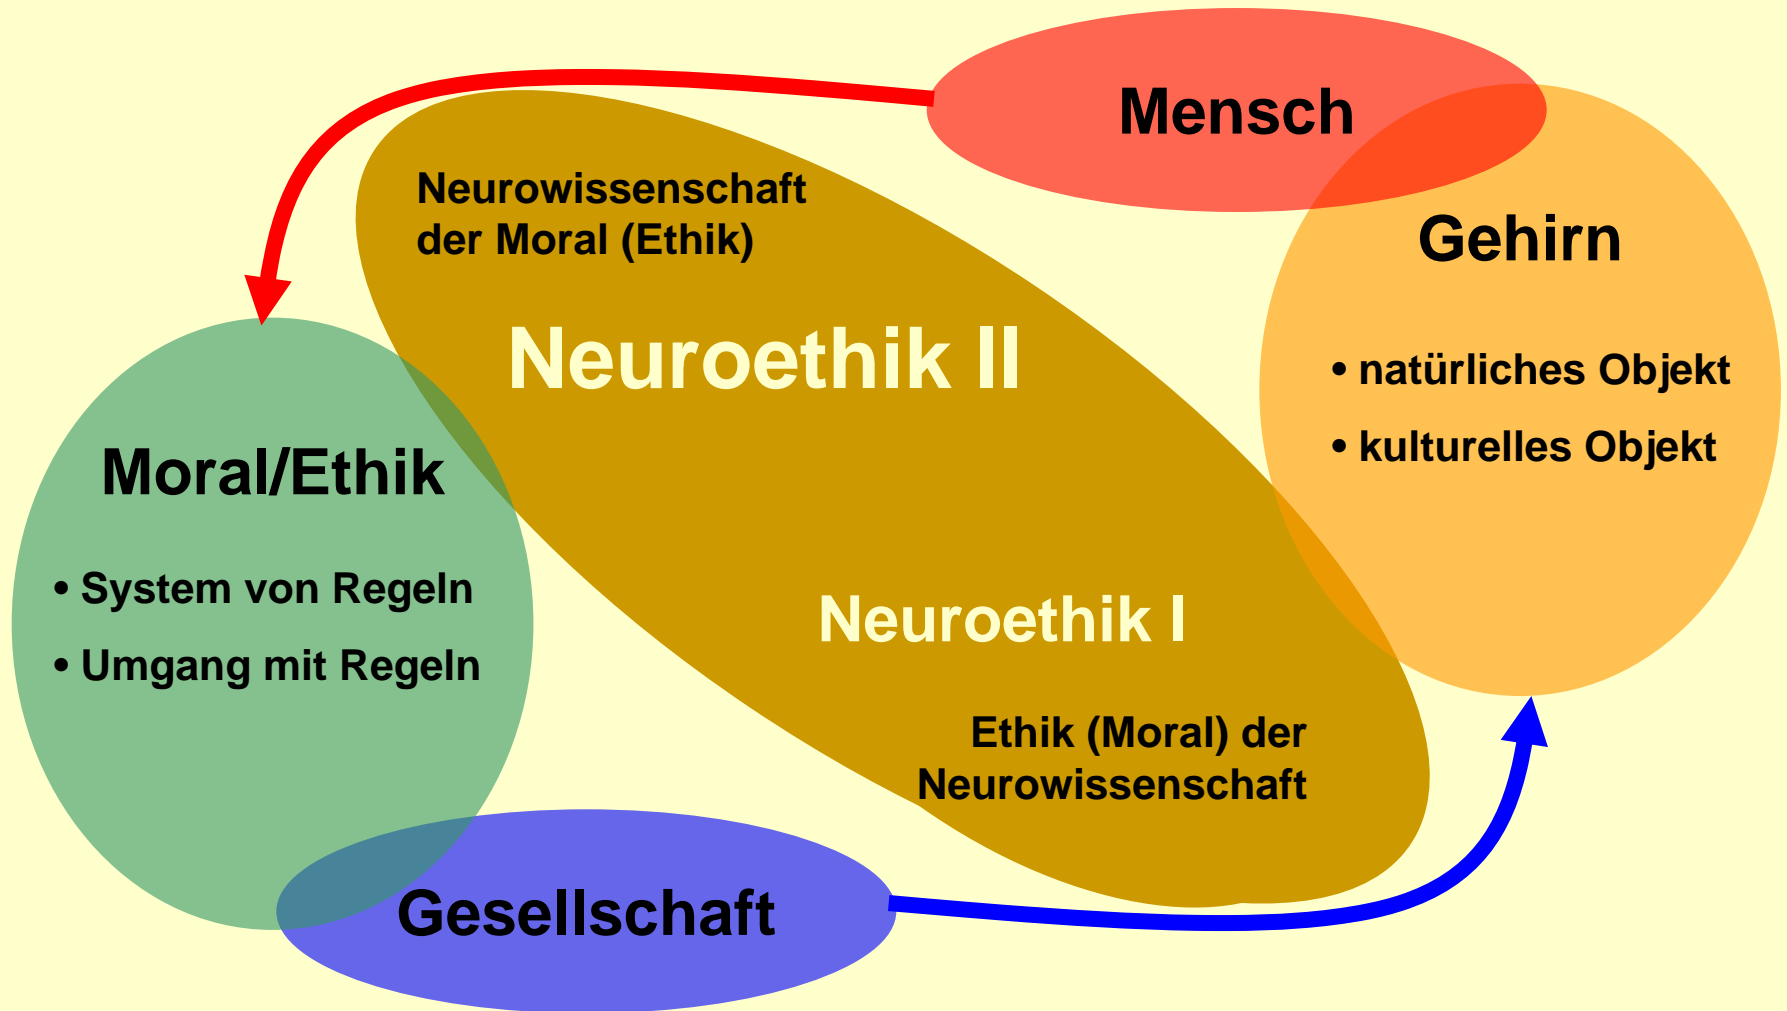 Mensch
Neurowissenschaft
der Moral (Ethik)
Gehirn
Neuroethik II
• natürliches Objekt
• kulturelles Objekt
Moral/Ethik
• System von Regeln
• Umgang mit Regeln
Neuroethik I
Ethik (Moral) der
Neurowissenschaft
Gesellschaft